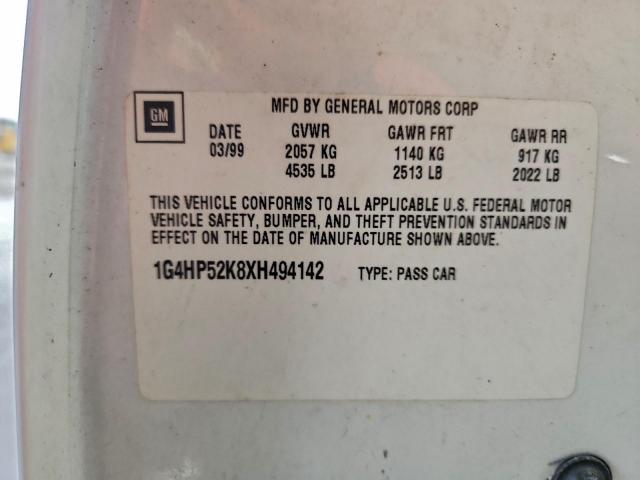 GM
MFD BY GENERAL MOTORS CORP
DATE GVWR GAWR FRT GAWR RR
03/99 2057 KG 1140 KG 917 KG
4535 LB 2513 LB 2022 LB
THIS VEHICLE CONFORMS TO ALL APPLICABLE U.S. FEDERAL MOTOR
VEHICLE SAFETY, BUMPER, AND THEFT PREVENTION STANDARDS IN
EFFECT ON THE DATE OF MANUFACTURE SHOWN ABOVE.
1G4HP52K8XH494142 TYPE: PASS CAR